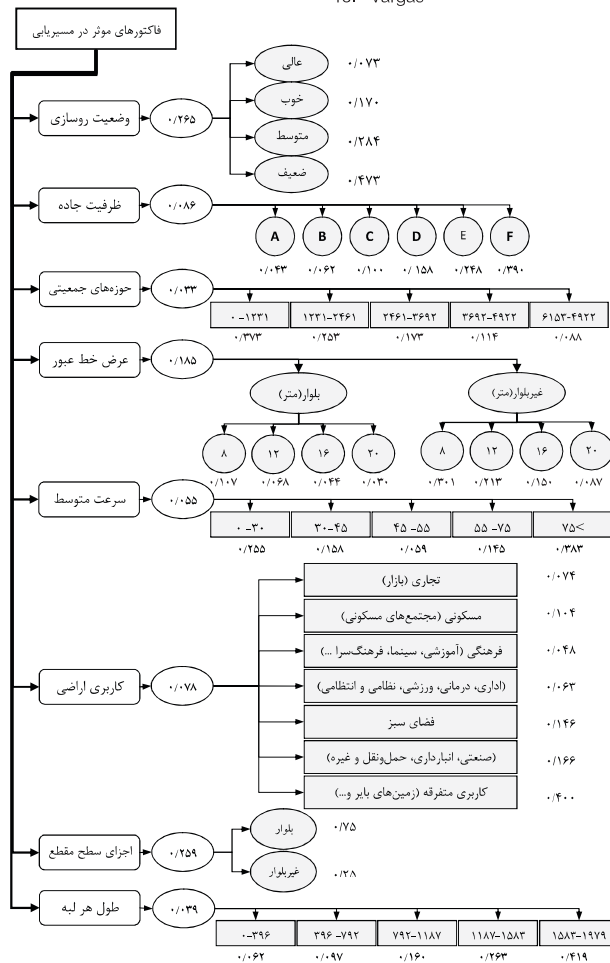 15. Vargas
فاکتورهای موثر در مسیریابی
وضعیت روسازی
۰/۲۶۵
عالی
۰/۰۷۳
خوب
۰/۱۷۰
متوسط
۰/۲۸۴
ضعیف
۰/۴۷۳
ظرفیت جاده
۰/۰۸۶
A B C D E F
۰/۰۴۳ ۰/۰۶۲ ۰/۱۰۰ ۰/۱۵۸ ۰/۲۴۸ ۰/۳۹۰
حوزه‌های جمعیتی
۰/۰۳۳
۰-۱۲۳۱ ۱۲۳۱-۲۴۶۱ ۲۴۶۱-۳۶۹۲ ۳۶۹۲-۴۹۲۲ ۶۱۵۳-۴۹۲۲
۰/۳۷۳ ۰/۲۵۳ ۰/۱۷۳ ۰/۱۱۴ ۰/۰۸۸
عرض خط عبور
۰/۱۸۵
بلوار(متر)
غیربلوار(متر)
۸ ۱۲ ۱۶ ۲۰ ۸ ۱۲ ۱۶ ۲۰
۰/۱۰۷ ۰/۰۶۸ ۰/۰۴۴ ۰/۰۳۰ ۰/۳۰۱ ۰/۲۱۳ ۰/۱۵۰ ۰/۰۸۷
سرعت متوسط
۰/۰۵۵
۰-۳۰ ۳۰-۴۵ ۴۵-۵۵ ۵۵-۷۵ ۷۵>
۰/۲۵۵ ۰/۱۵۸ ۰/۰۵۹ ۰/۱۴۵ ۰/۳۸۳
کاربری اراضی
۰/۰۷۸
تجاری (بازار)
۰/۰۷۴
مسکونی (مجتمع‌های مسکونی)
۰/۱۰۴
فرهنگی (آموزشی، سینما، فرهنگ‌سرا ...)
۰/۰۴۸
(اداری، درمانی، ورزشی، نظامی و انتظامی)
۰/۰۶۳
فضای سبز
۰/۱۴۶
(صنعتی، انبارداری، حمل‌ونقل و غیره)
۰/۱۶۶
کاربری متفرقه (زمین‌های بایر و...)
۰/۴۰۰
اجزای سطح مقطع
۰/۲۵۹
بلوار
۰/۷۵
غیربلوار
۰/۲۸
طول هر لبه
۰/۰۳۹
۰-۳۹۶ ۳۹۶-۷۹۲ ۷۹۲-۱۱۸۷ ۱۱۸۷-۱۵۸۳ ۱۵۸۳-۱۹۷۹
۰/۰۶۲ ۰/۰۹۷ ۰/۱۶۰ ۰/۲۶۳ ۰/۴۱۹